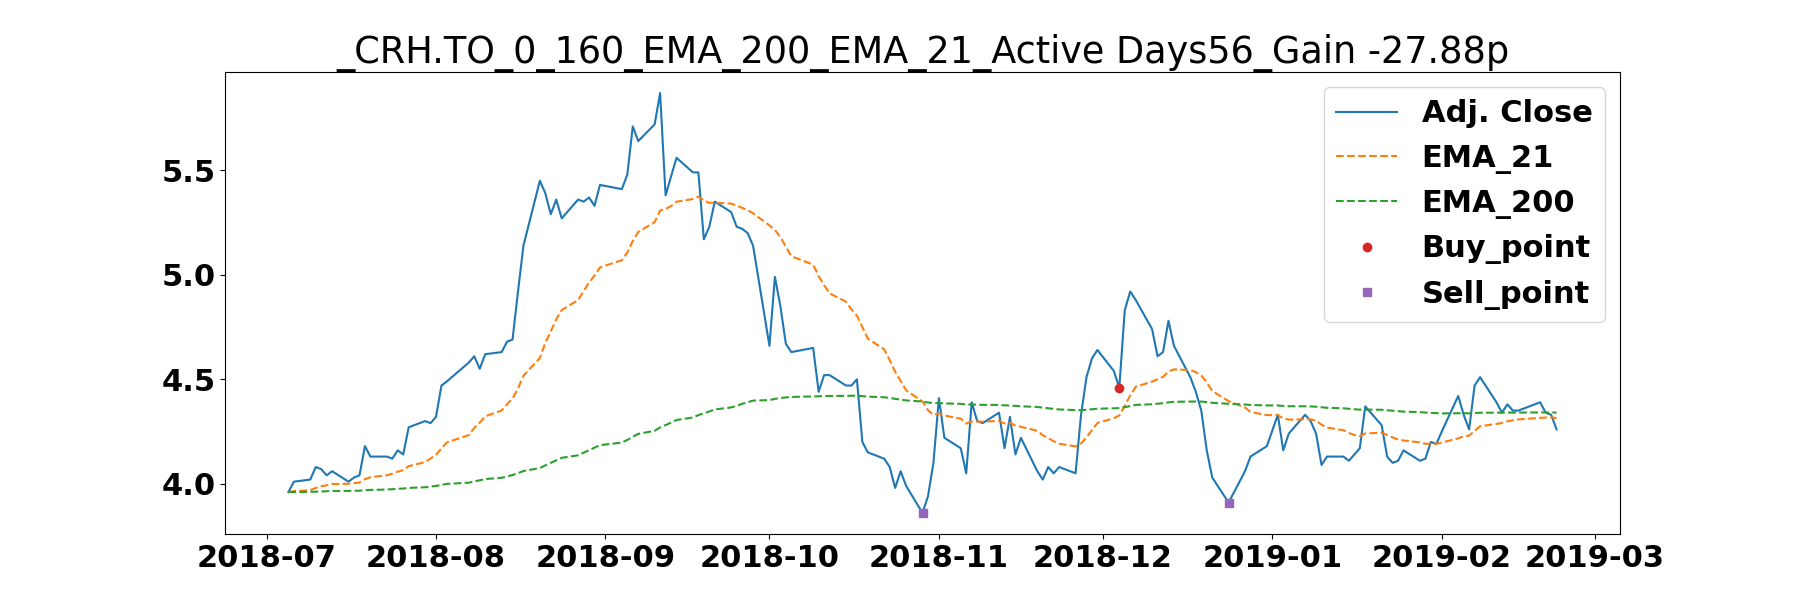 _CRH.TO_0_160_EMA_200_EMA_21_Active Days56_Gain -27.88p
Adj. Close
EMA_21
EMA_200
Buy_point
Sell_point
5.5
5.0
4.5
4.0
2018-07 2018-08 2018-09 2018-10 2018-11 2018-12 2019-01 2019-02 2019-03